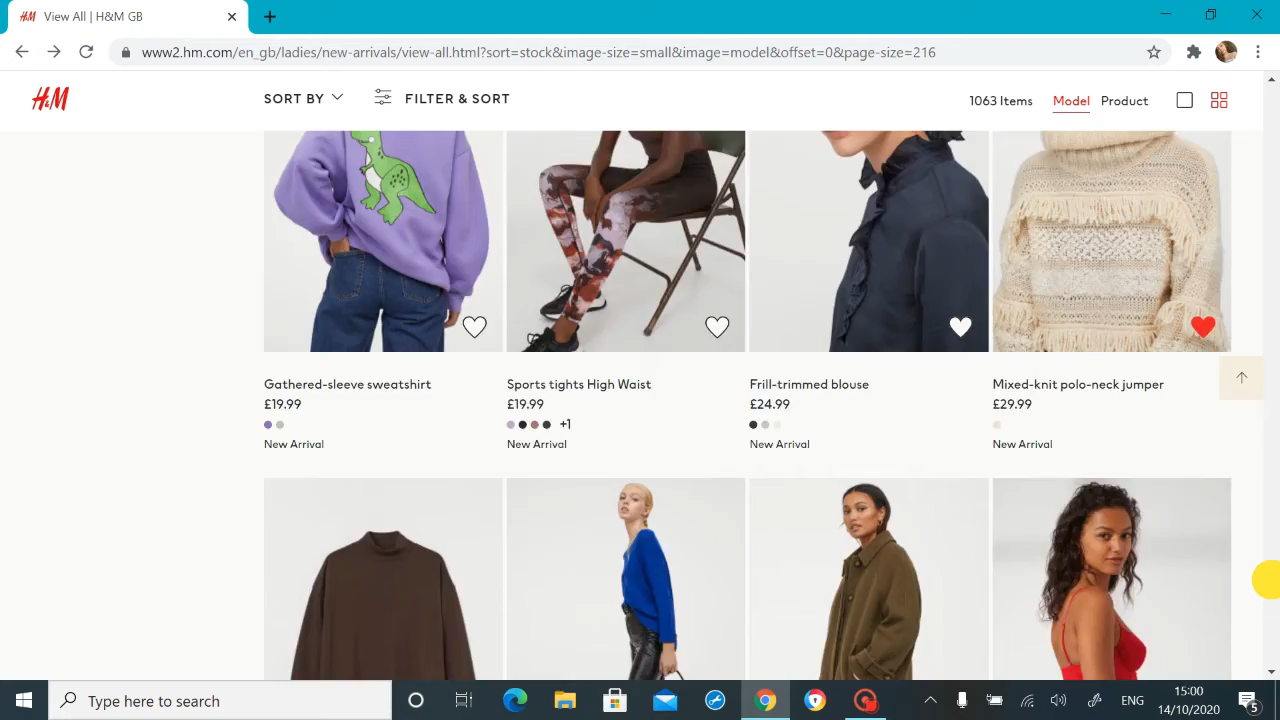 H&M View All | H&M GB
www2.hm.com/en_gb/ladies/new-arrivals/view-all.html?sort=stock&image-size=small&image=model&offset=0&page-size=216
H&M SORT BY FILTER & SORT 1063 Items Model Product
Gathered-sleeve sweatshirt
£19.99
New Arrival
Sports tights High Waist
£19.99
+1
New Arrival
Frill-trimmed blouse
£24.99
New Arrival
Mixed-knit polo-neck jumper
£29.99
New Arrival
Type here to search
ENG
15:00
14/10/2020
5